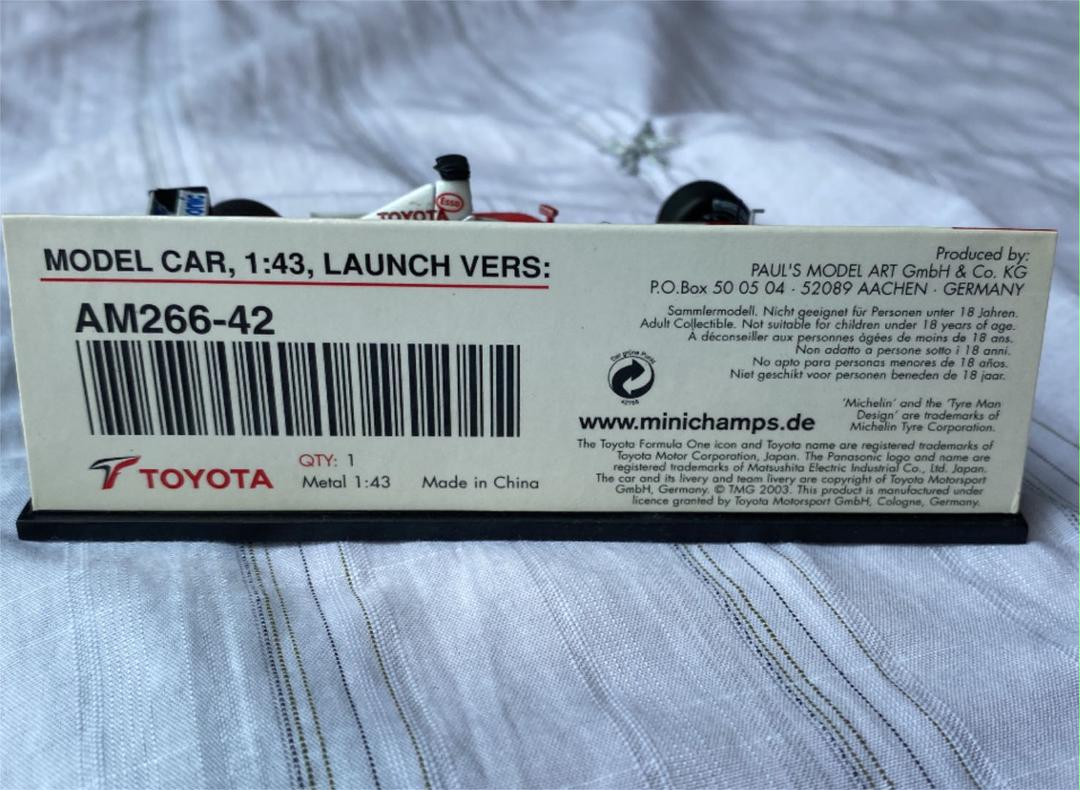 Esso
TOYOTA
MODEL CAR, 1:43, LAUNCH VERS:
AM266-42
TOYOTA
QTY: 1
Metal 1:43
Made in China
Produced by:
PAUL'S MODEL ART GmbH & Co. KG
P.O.Box 50 05 04 · 52089 AACHEN · GERMANY
Sammlermodell. Nicht geeignet für Personen unter 18 Jahren.
Adult Collectible. Not suitable for children under 18 years of age.
À déconseiller aux personnes âgées de moins de 18 ans.
Non adatto a persone sotto i 18 anni.
No apto para personas menores de 18 años.
Niet geschikt voor personen beneden de 18 jaar.
Der grüne Punkt
www.minichamps.de
'Michelin' and the 'Tyre Man
Design' are trademarks of
Michelin Tyre Corporation.
The Toyota Formula One icon and Toyota name are registered trademarks of
Toyota Motor Corporation, Japan. The Panasonic logo and name are
registered trademarks of Matsushita Electric Industrial Co., Ltd. Japan.
The car and its livery and team livery are copyright of Toyota Motorsport
GmbH, Germany. © TMG 2003. This product is manufactured under
licence granted by Toyota Motorsport GmbH, Cologne, Germany.